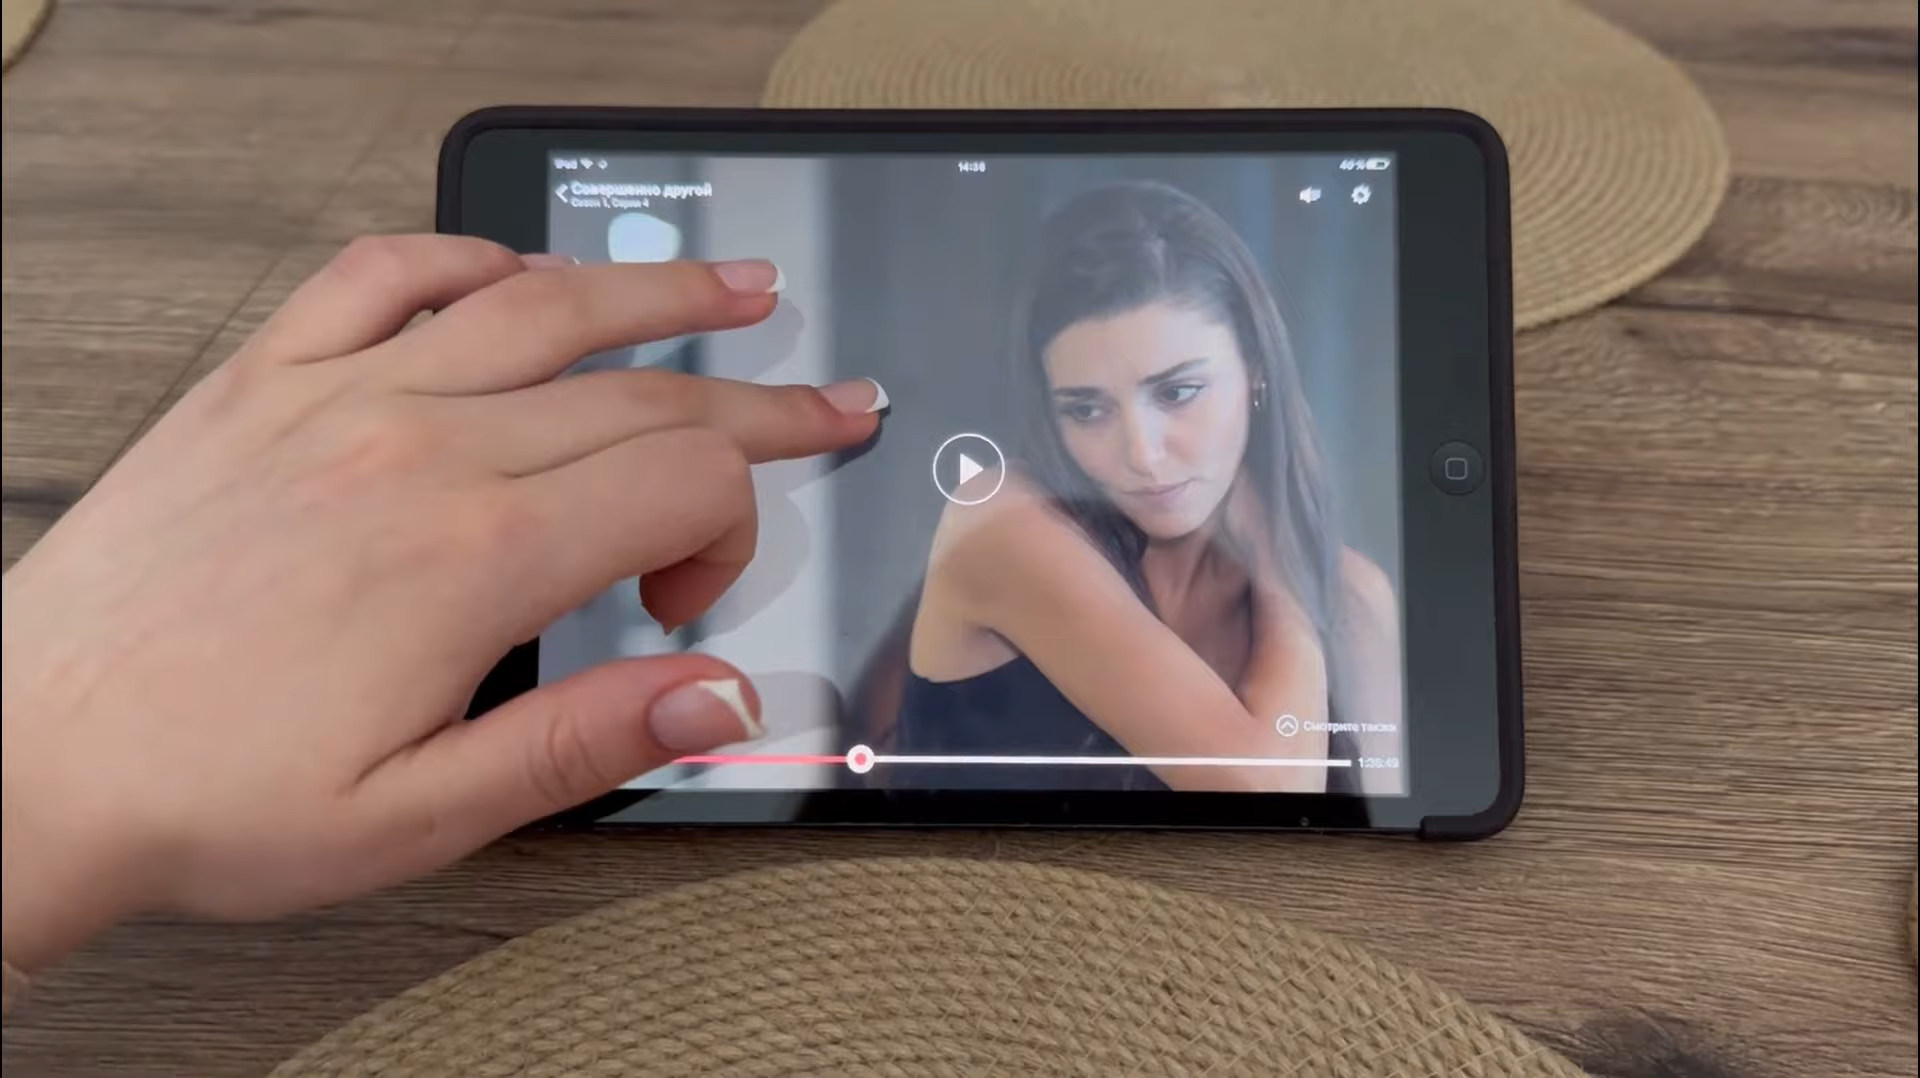 iPad
14:38
Совершенно другой
Сезон 1, Серия 4
Смотрите также